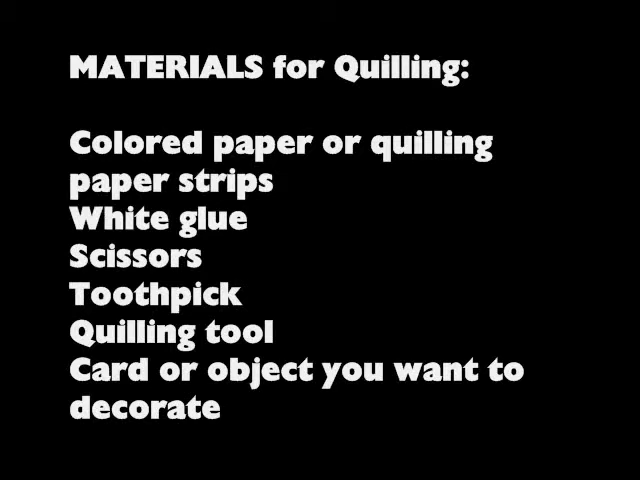 MATERIALS for Quilling:
Colored paper or quilling
paper strips
White glue
Scissors
Toothpick
Quilling tool
Card or object you want to
decorate